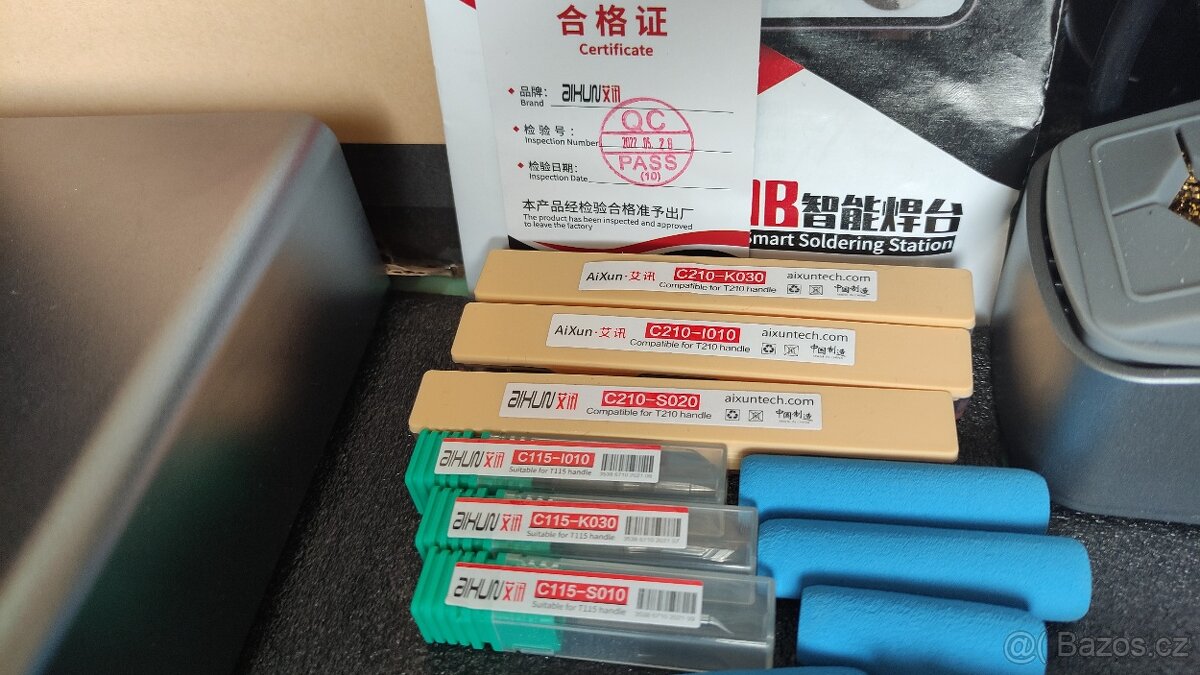 合格证
Certificate
品牌： AIXUN艾讯
Brand
检验号：
Inspection Number
QC
2022.05.20
PASS
(10)
检验日期：
Inspection Date
本产品经检验合格准予出厂
The product has been inspected and approved
to leave the factory
B智能焊台
mart Soldering Station
AiXun·艾讯 C210-K030 aixuntech.com
Compatible for T210 handle 中国制造
AiXun·艾讯 C210-I010 aixuntech.com
Compatible for T210 handle 中国制造
AIXUN艾讯 C210-S020 aixuntech.com
Compatible for T210 handle 中国制造
AIXUN艾讯 C115-I010
Suitable for T115 handle
AIXUN艾讯 C115-K030
Suitable for T115 handle
AIXUN艾讯 C115-S010
Suitable for T115 handle
Bazos.cz